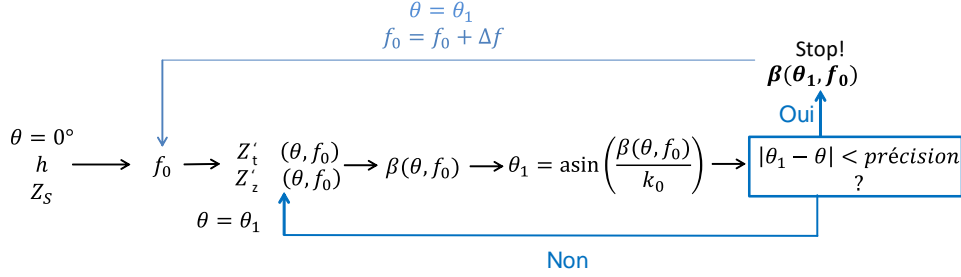 θ = θ₁
f₀ = f₀ + Δf
Stop!
β(θ₁, f₀)
Oui
θ = 0°
h
Z_S
f₀
Z′_t (θ, f₀)
Z′_z (θ, f₀)
β(θ, f₀)
θ₁ = asin(β(θ, f₀)/k₀)
|θ₁ − θ| < précision
?
θ = θ₁
Non